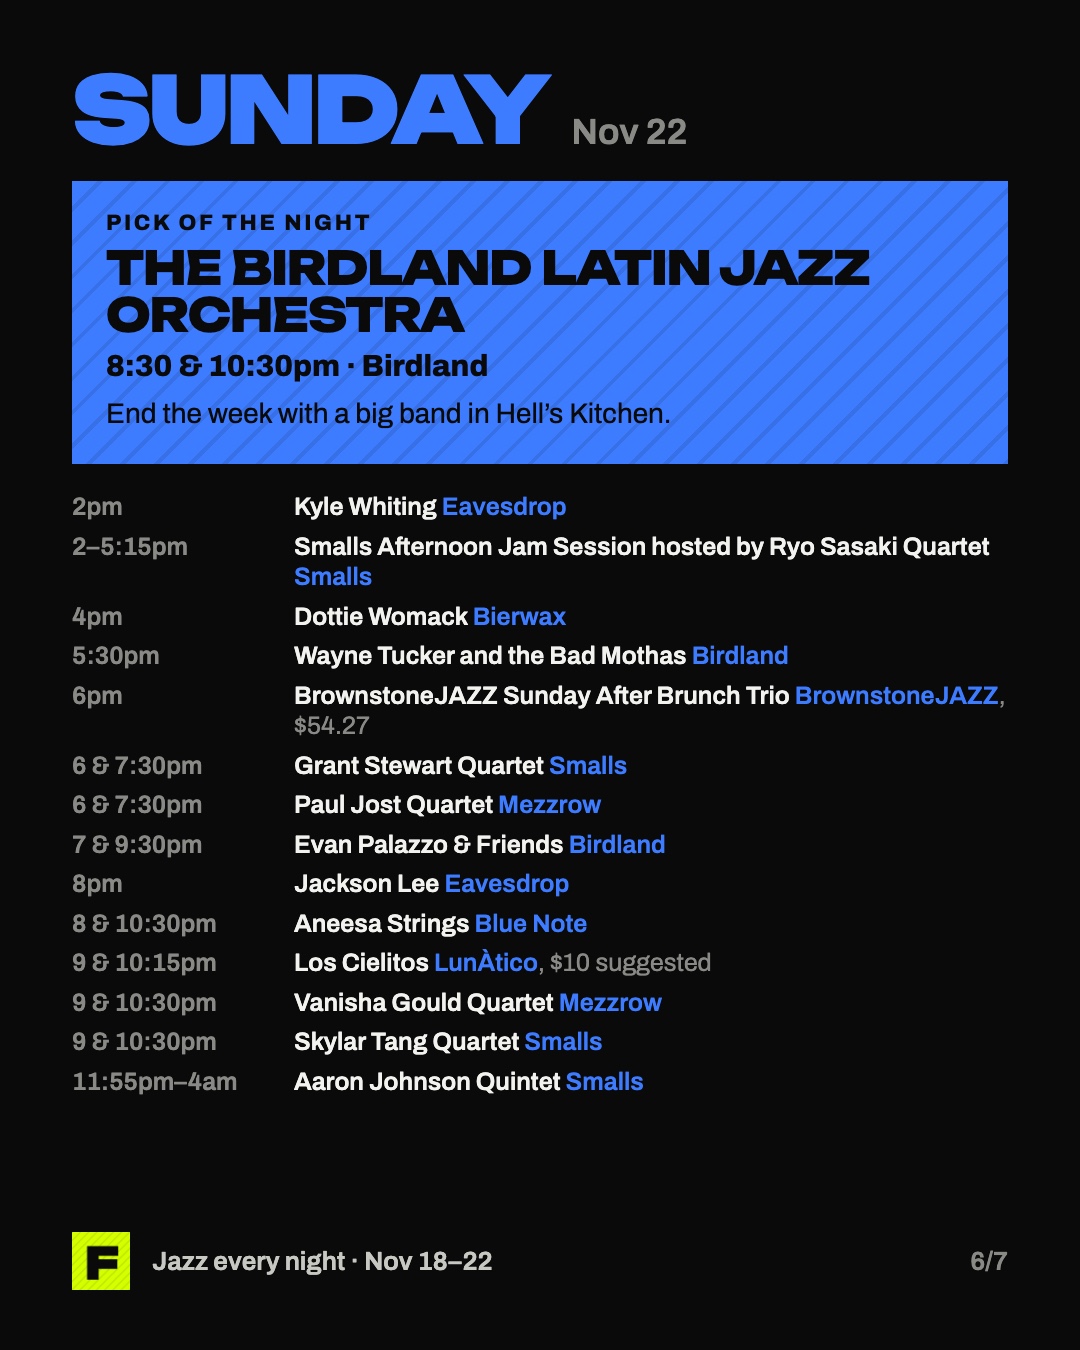 SUNDAY Nov 22
PICK OF THE NIGHT
THE BIRDLAND LATIN JAZZ
ORCHESTRA
8:30 & 10:30pm · Birdland
End the week with a big band in Hell’s Kitchen.
2pm Kyle Whiting Eavesdrop
2–5:15pm Smalls Afternoon Jam Session hosted by Ryo Sasaki Quartet
Smalls
4pm Dottie Womack Bierwax
5:30pm Wayne Tucker and the Bad Mothas Birdland
6pm BrownstoneJAZZ Sunday After Brunch Trio BrownstoneJAZZ,
$54.27
6 & 7:30pm Grant Stewart Quartet Smalls
6 & 7:30pm Paul Jost Quartet Mezzrow
7 & 9:30pm Evan Palazzo & Friends Birdland
8pm Jackson Lee Eavesdrop
8 & 10:30pm Aneesa Strings Blue Note
9 & 10:15pm Los Cielitos LunÀtico, $10 suggested
9 & 10:30pm Vanisha Gould Quartet Mezzrow
9 & 10:30pm Skylar Tang Quartet Smalls
11:55pm–4am Aaron Johnson Quintet Smalls
F Jazz every night · Nov 18–22 6/7